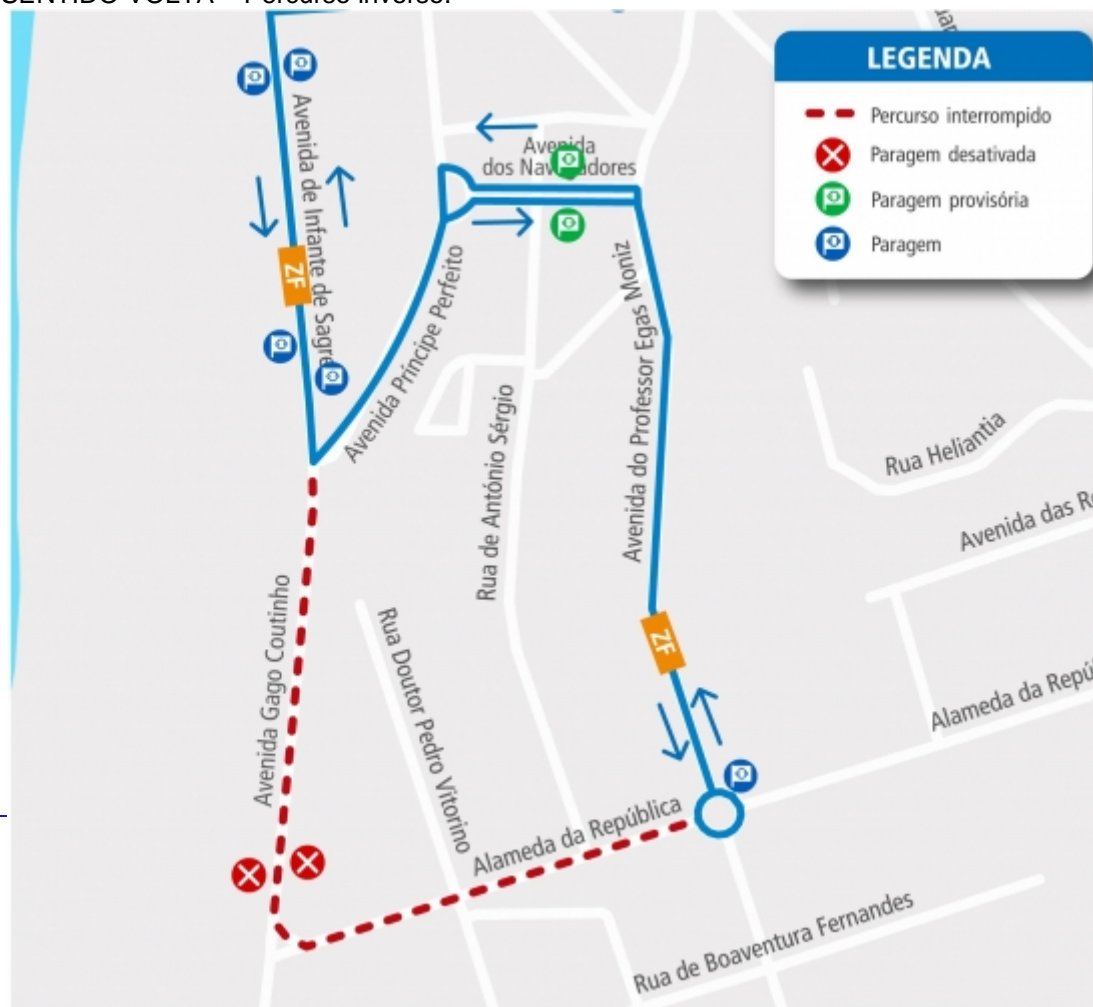 SENTIDO VOLTA – Percurso inverso.
LEGENDA
Percurso interrompido
Paragem desativada
Paragem provisória
Paragem
Avenida
dos Navegadores
Avenida de Infante de Sagres
ZF
Avenida Príncipe Perfeito
Avenida do Professor Egas Moniz
Rua de António Sérgio
Rua Heliantia
Avenida das R
Avenida Gago Coutinho
Rua Doutor Pedro Vitorino
ZF
Alameda da Repú
Alameda da República
Rua de Boaventura Fernandes